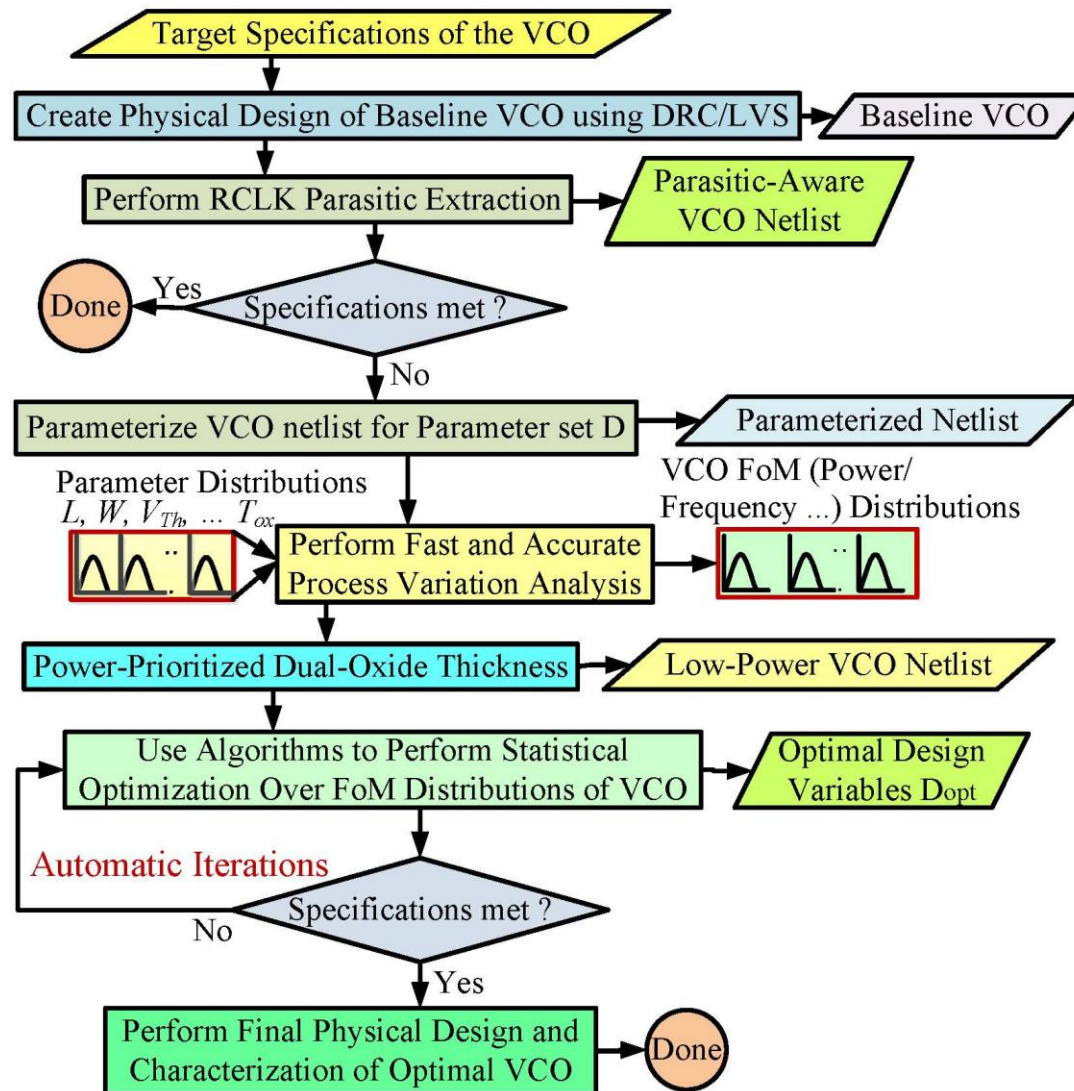 Target Specifications of the VCO
Create Physical Design of Baseline VCO using DRC/LVS
Baseline VCO
Perform RCLK Parasitic Extraction
Parasitic-Aware
VCO Netlist
Specifications met ?
Yes
Done
No
Parameterize VCO netlist for Parameter set D
Parameterized Netlist
Parameter Distributions
L, W, V_Th, ... T_ox
VCO FoM (Power/
Frequency ...) Distributions
Perform Fast and Accurate
Process Variation Analysis
Power-Prioritized Dual-Oxide Thickness
Low-Power VCO Netlist
Use Algorithms to Perform Statistical
Optimization Over FoM Distributions of VCO
Optimal Design
Variables Dopt
Automatic Iterations
Specifications met ?
No
Yes
Perform Final Physical Design and
Characterization of Optimal VCO
Done